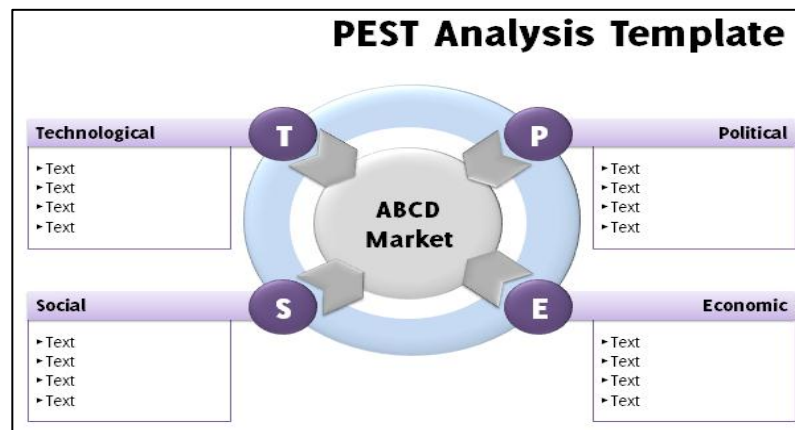 PEST Analysis Template
Technological
T
►Text
►Text
►Text
►Text
P
Political
►Text
►Text
►Text
►Text
ABCD
Market
Social
S
►Text
►Text
►Text
►Text
E
Economic
►Text
►Text
►Text
►Text